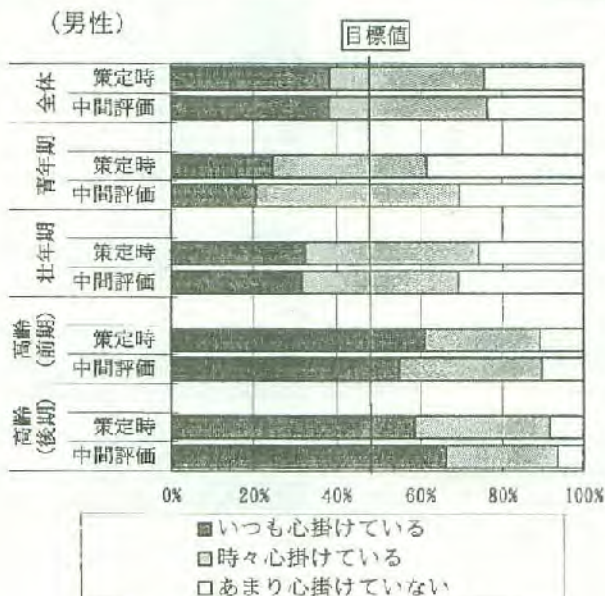 (男性)
目標値
全体
策定時
中間評価
青年期
策定時
中間評価
壮年期
策定時
中間評価
高齢
(前期)
策定時
中間評価
高齢
(後期)
策定時
中間評価
0% 20% 40% 60% 80% 100%
■いつも心掛けている
□時々心掛けている
□あまり心掛けていない